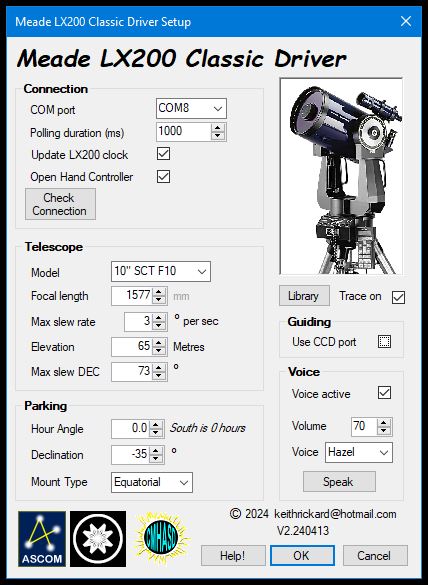 Meade LX200 Classic Driver Setup
Meade LX200 Classic Driver
Connection
COM port COM8
Polling duration (ms) 1000
Update LX200 clock
Open Hand Controller
Check
Connection
Telescope
Model 10" SCT F10
Focal length 1577 mm
Max slew rate 3 ° per sec
Elevation 65 Metres
Max slew DEC 73 °
Parking
Hour Angle 0.0 South is 0 hours
Declination -35 °
Mount Type Equatorial
Library Trace on
Guiding
Use CCD port
Voice
Voice active
Volume 70
Voice Hazel
Speak
ASCOM
CMHASD
© 2024 keithrickard@hotmail.com
V2.240413
Help! OK Cancel